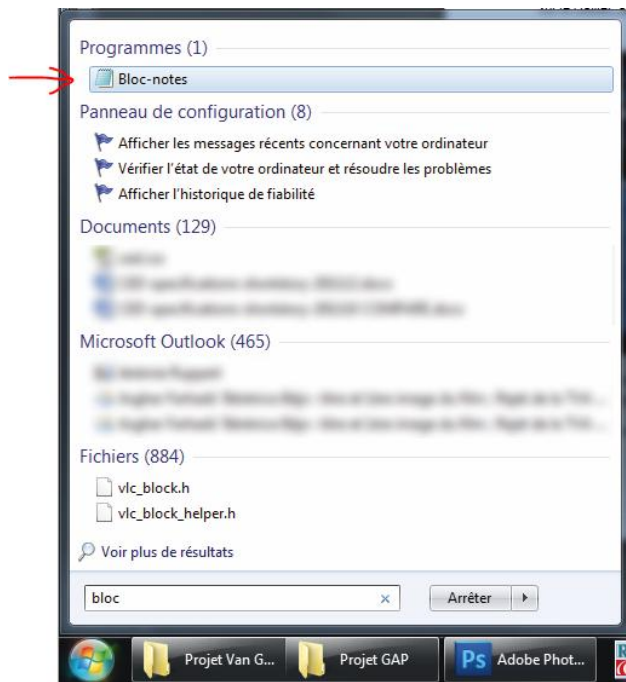 Programmes (1)
Bloc-notes
Panneau de configuration (8)
Afficher les messages récents concernant votre ordinateur
Vérifier l'état de votre ordinateur et résoudre les problèmes
Afficher l'historique de fiabilité
Documents (129)
Microsoft Outlook (465)
Fichiers (884)
vlc_block.h
vlc_block_helper.h
Voir plus de résultats
bloc
Arrêter
Projet Van G...
Projet GAP
Ps Adobe Phot...